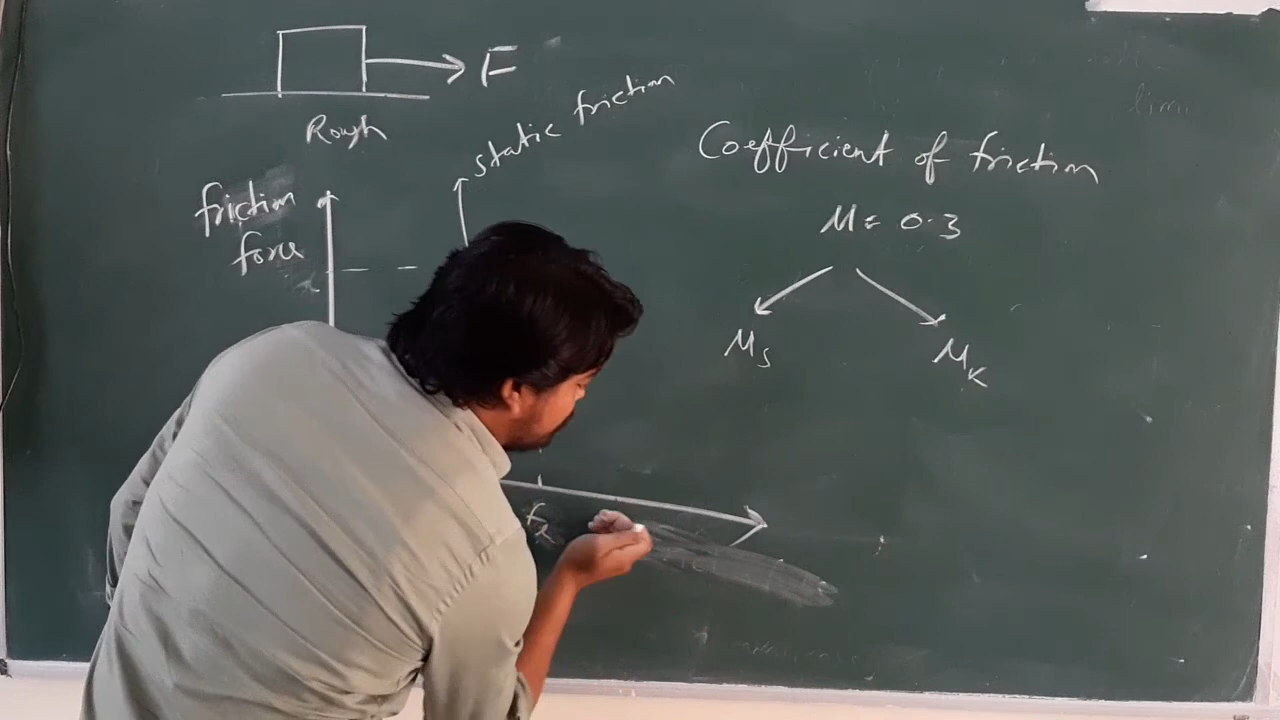 F
Rough
static friction
friction
force
x
Coefficient of friction
μ = 0.3
μs
μK